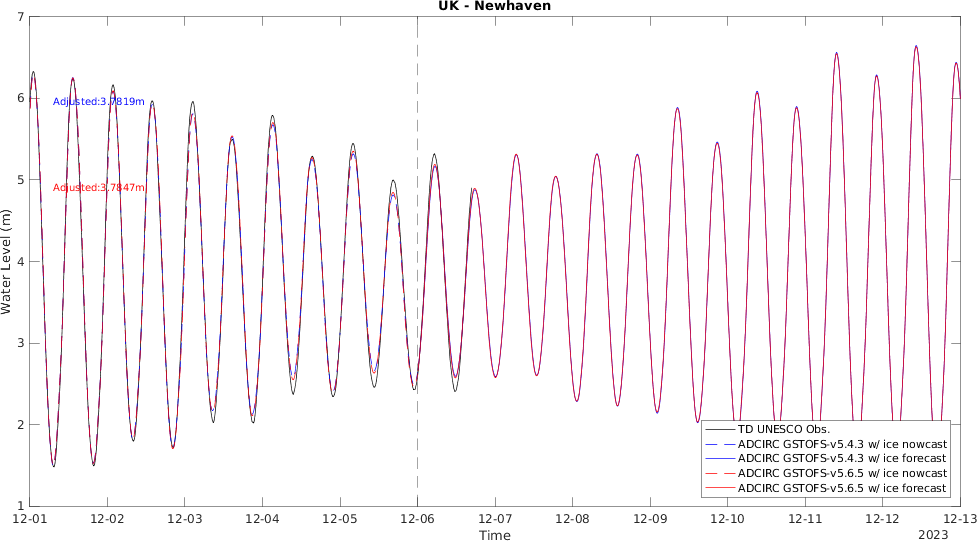 UK - Newhaven
7
6
5
4
3
2
1
Water Level (m)
Adjusted:3.7819m
Adjusted:3.7847m
TD UNESCO Obs.
ADCIRC GSTOFS-v5.4.3 w/ ice nowcast
ADCIRC GSTOFS-v5.4.3 w/ ice forecast
ADCIRC GSTOFS-v5.6.5 w/ ice nowcast
ADCIRC GSTOFS-v5.6.5 w/ ice forecast
12-01 12-02 12-03 12-04 12-05 12-06 12-07 12-08 12-09 12-10 12-11 12-12 12-13
Time
2023